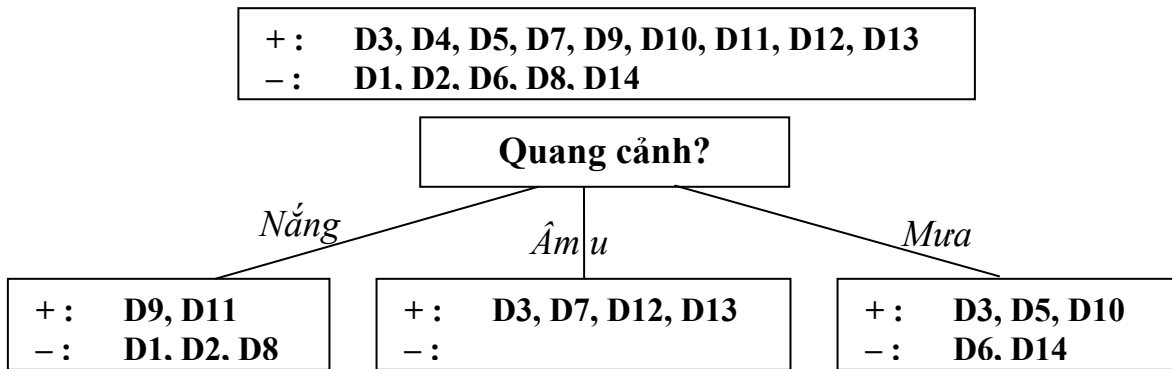 + : D3, D4, D5, D7, D9, D10, D11, D12, D13
– : D1, D2, D6, D8, D14
Quang cảnh?
Nắng
Âm u
Mưa
+ : D9, D11
– : D1, D2, D8
+ : D3, D7, D12, D13
– :
+ : D3, D5, D10
– : D6, D14